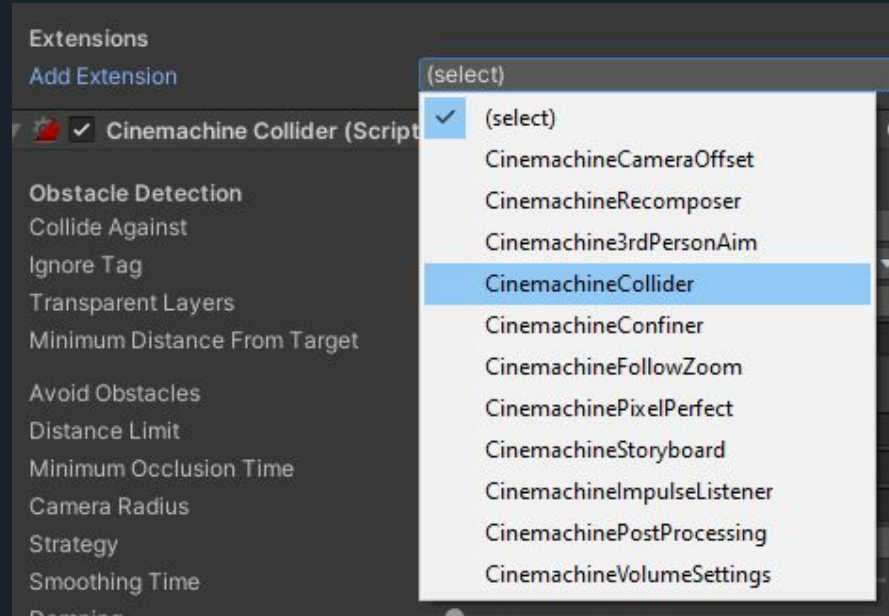 Extensions
Add Extension
(select)
Cinemachine Collider (Script
(select)
CinemachineCameraOffset
CinemachineRecomposer
Cinemachine3rdPersonAim
CinemachineCollider
CinemachineConfiner
CinemachineFollowZoom
CinemachinePixelPerfect
CinemachineStoryboard
CinemachineImpulseListener
CinemachinePostProcessing
CinemachineVolumeSettings
Obstacle Detection
Collide Against
Ignore Tag
Transparent Layers
Minimum Distance From Target
Avoid Obstacles
Distance Limit
Minimum Occlusion Time
Camera Radius
Strategy
Smoothing Time